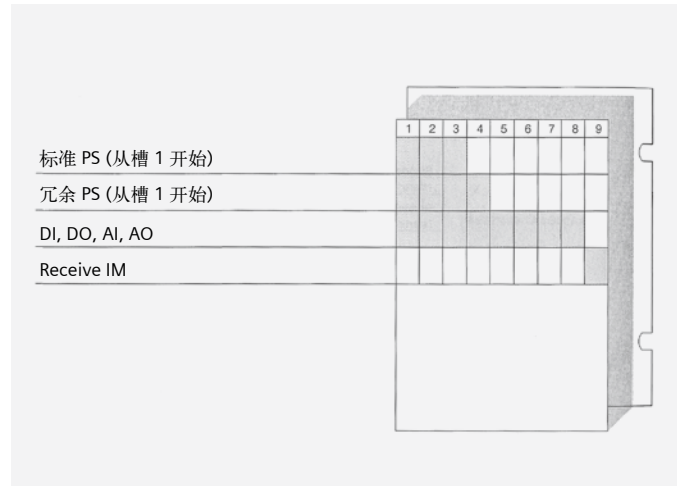 1 2 3 4 5 6 7 8 9
标准 PS (从槽 1 开始)
冗余 PS (从槽 1 开始)
DI, DO, AI, AO
Receive IM